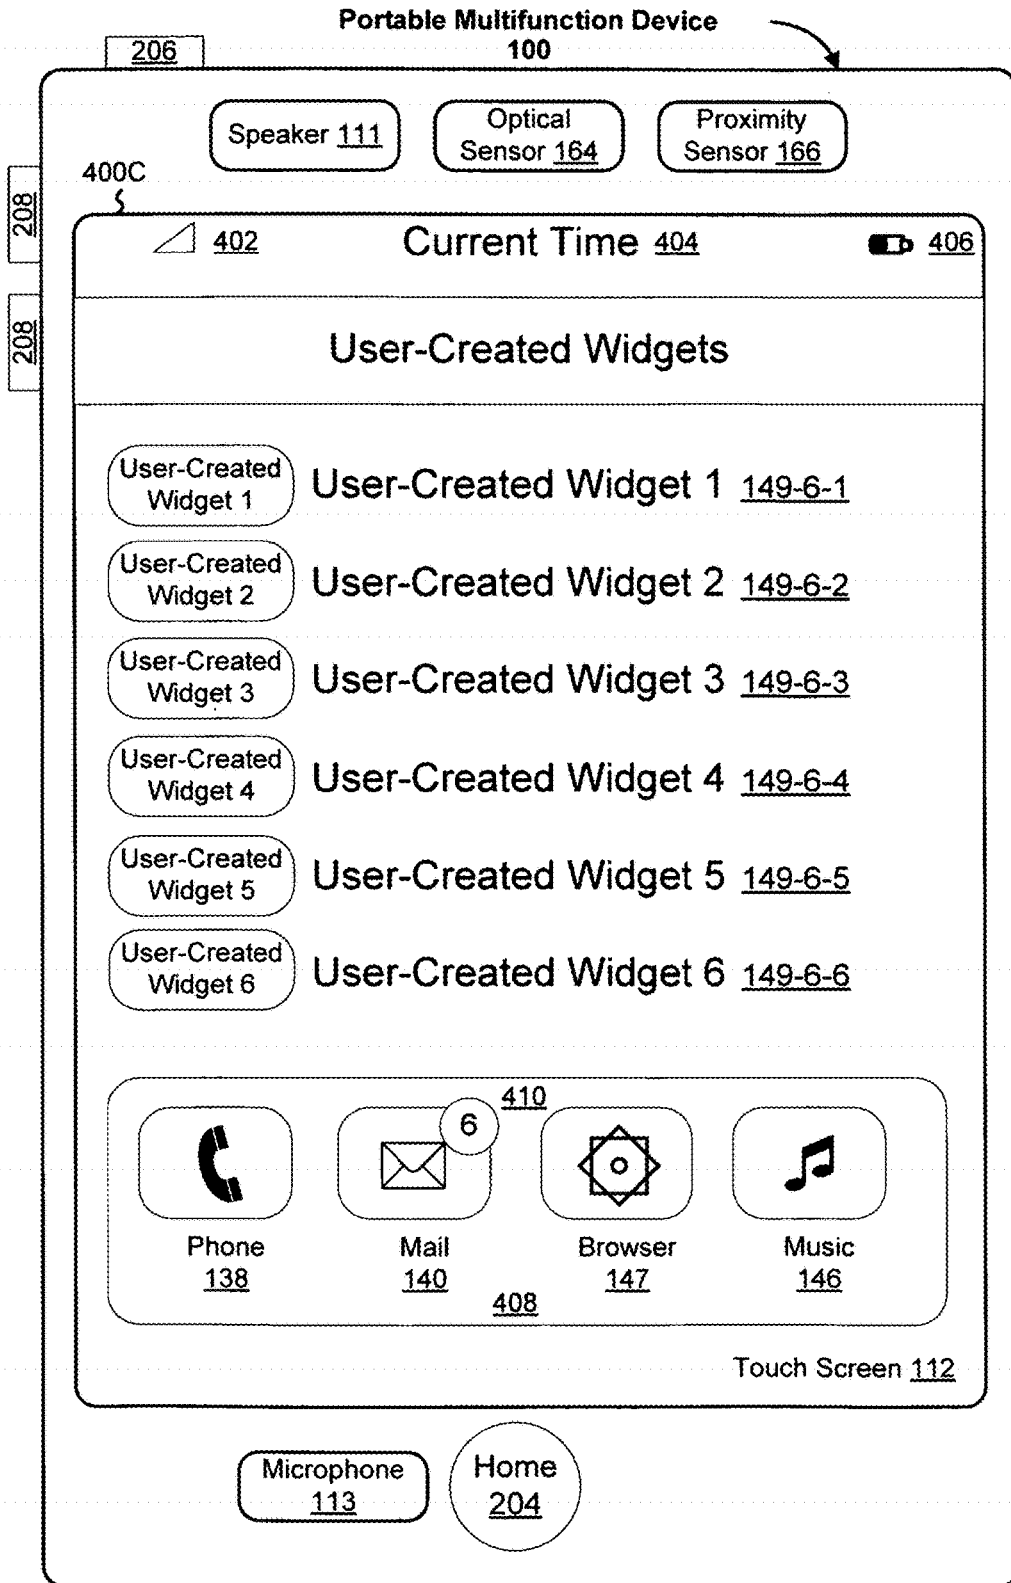 Portable Multifunction Device
100
206
Speaker 111
Optical
Sensor 164
Proximity
Sensor 166
400C
208
208
402
Current Time 404
406
User-Created Widgets
User-Created
Widget 1
User-Created Widget 1 149-6-1
User-Created
Widget 2
User-Created Widget 2 149-6-2
User-Created
Widget 3
User-Created Widget 3 149-6-3
User-Created
Widget 4
User-Created Widget 4 149-6-4
User-Created
Widget 5
User-Created Widget 5 149-6-5
User-Created
Widget 6
User-Created Widget 6 149-6-6
410
6
Phone
138
Mail
140
Browser
147
Music
146
408
Touch Screen 112
Microphone
113
Home
204